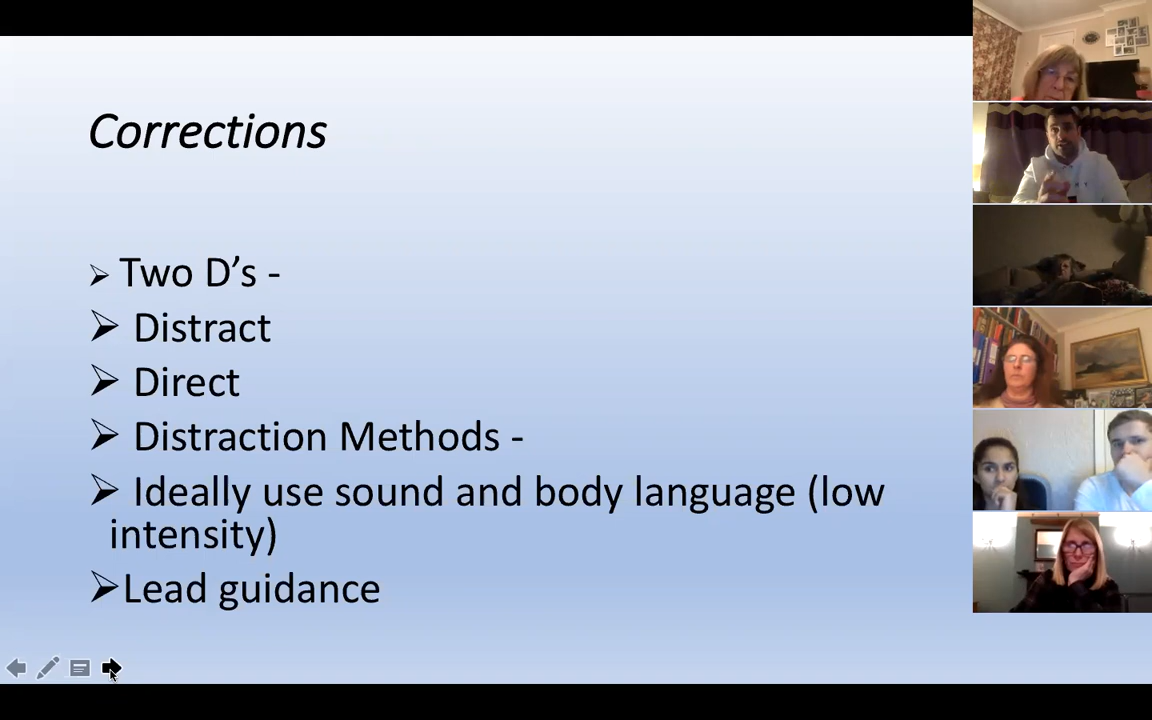 Corrections
Two D’s -
Distract
Direct
Distraction Methods -
Ideally use sound and body language (low
intensity)
Lead guidance